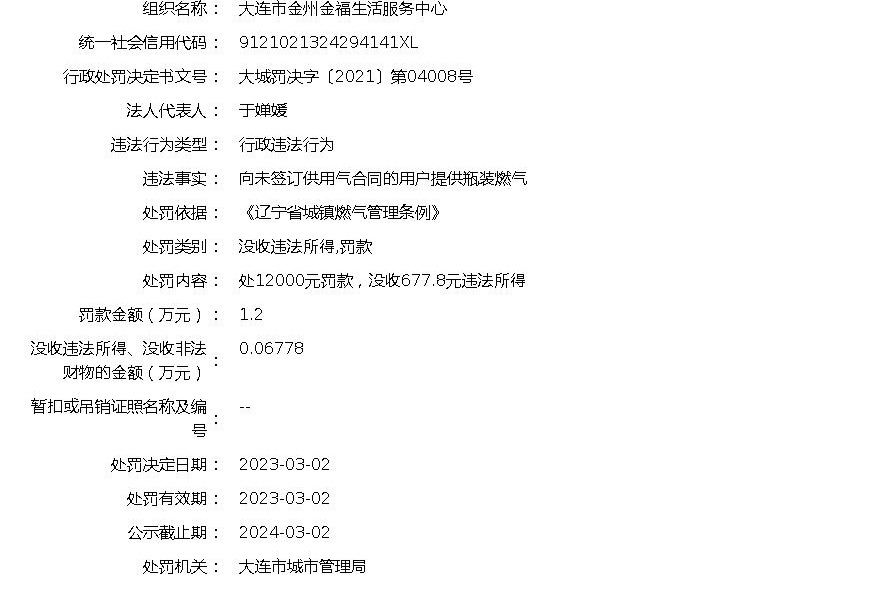 组织名称： 大连市金州金福生活服务中心
统一社会信用代码： 9121021324294141XL
行政处罚决定书文号： 大城罚决字〔2021〕第04008号
法人代表人： 于婵媛
违法行为类型： 行政违法行为
违法事实： 向未签订供用气合同的用户提供瓶装燃气
处罚依据： 《辽宁省城镇燃气管理条例》
处罚类别： 没收违法所得,罚款
处罚内容： 处12000元罚款，没收677.8元违法所得
罚款金额（万元）： 1.2
没收违法所得、没收非法
财物的金额（万元）： 0.06778
暂扣或吊销证照名称及编
号： --
处罚决定日期： 2023-03-02
处罚有效期： 2023-03-02
公示截止期： 2024-03-02
处罚机关： 大连市城市管理局